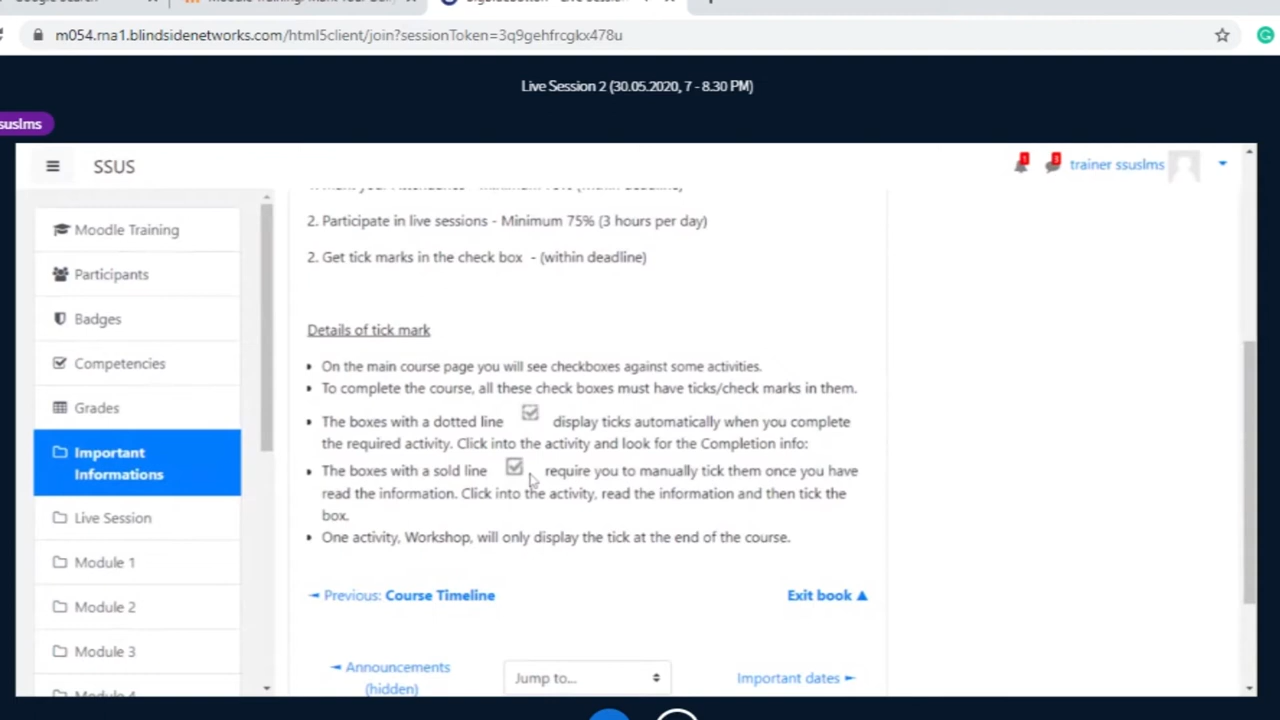 m054.rna1.blindsidenetworks.com/html5client/join?sessionToken=3q9gehfrcgkx478u
Live Session 2 (30.05.2020, 7 - 8.30 PM)
suslms
SSUS
trainer ssuslms
Moodle Training
Participants
Badges
Competencies
Grades
Important
Informations
Live Session
Module 1
Module 2
Module 3
2. Participate in live sessions - Minimum 75% (3 hours per day)
2. Get tick marks in the check box - (within deadline)
Details of tick mark
On the main course page you will see checkboxes against some activities.
To complete the course, all these check boxes must have ticks/check marks in them.
The boxes with a dotted line display ticks automatically when you complete
the required activity. Click into the activity and look for the Completion info:
The boxes with a sold line require you to manually tick them once you have
read the information. Click into the activity, read the information and then tick the
box.
One activity, Workshop, will only display the tick at the end of the course.
◄ Previous: Course Timeline
Exit book ▲
◄ Announcements
(hidden)
Jump to...
Important dates ►